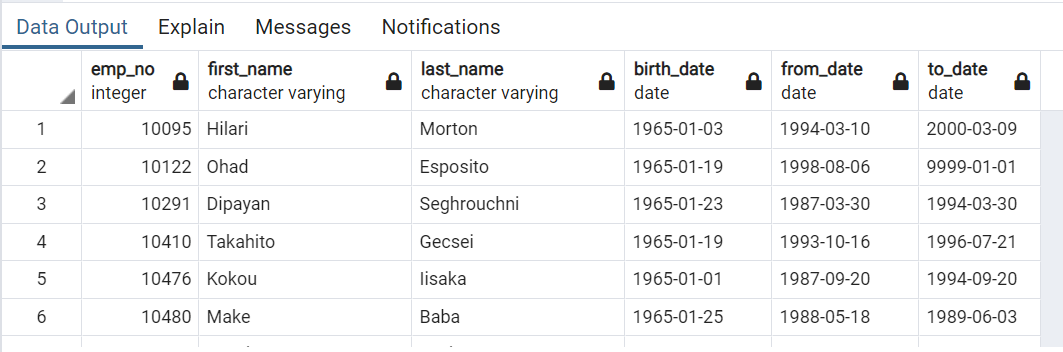 Data Output Explain Messages Notifications
emp_no first_name last_name birth_date from_date to_date
integer character varying character varying date date date
1 10095 Hilari Morton 1965-01-03 1994-03-10 2000-03-09
2 10122 Ohad Esposito 1965-01-19 1998-08-06 9999-01-01
3 10291 Dipayan Seghrouchni 1965-01-23 1987-03-30 1994-03-30
4 10410 Takahito Gecsei 1965-01-19 1993-10-16 1996-07-21
5 10476 Kokou Iisaka 1965-01-01 1987-09-20 1994-09-20
6 10480 Make Baba 1965-01-25 1988-05-18 1989-06-03